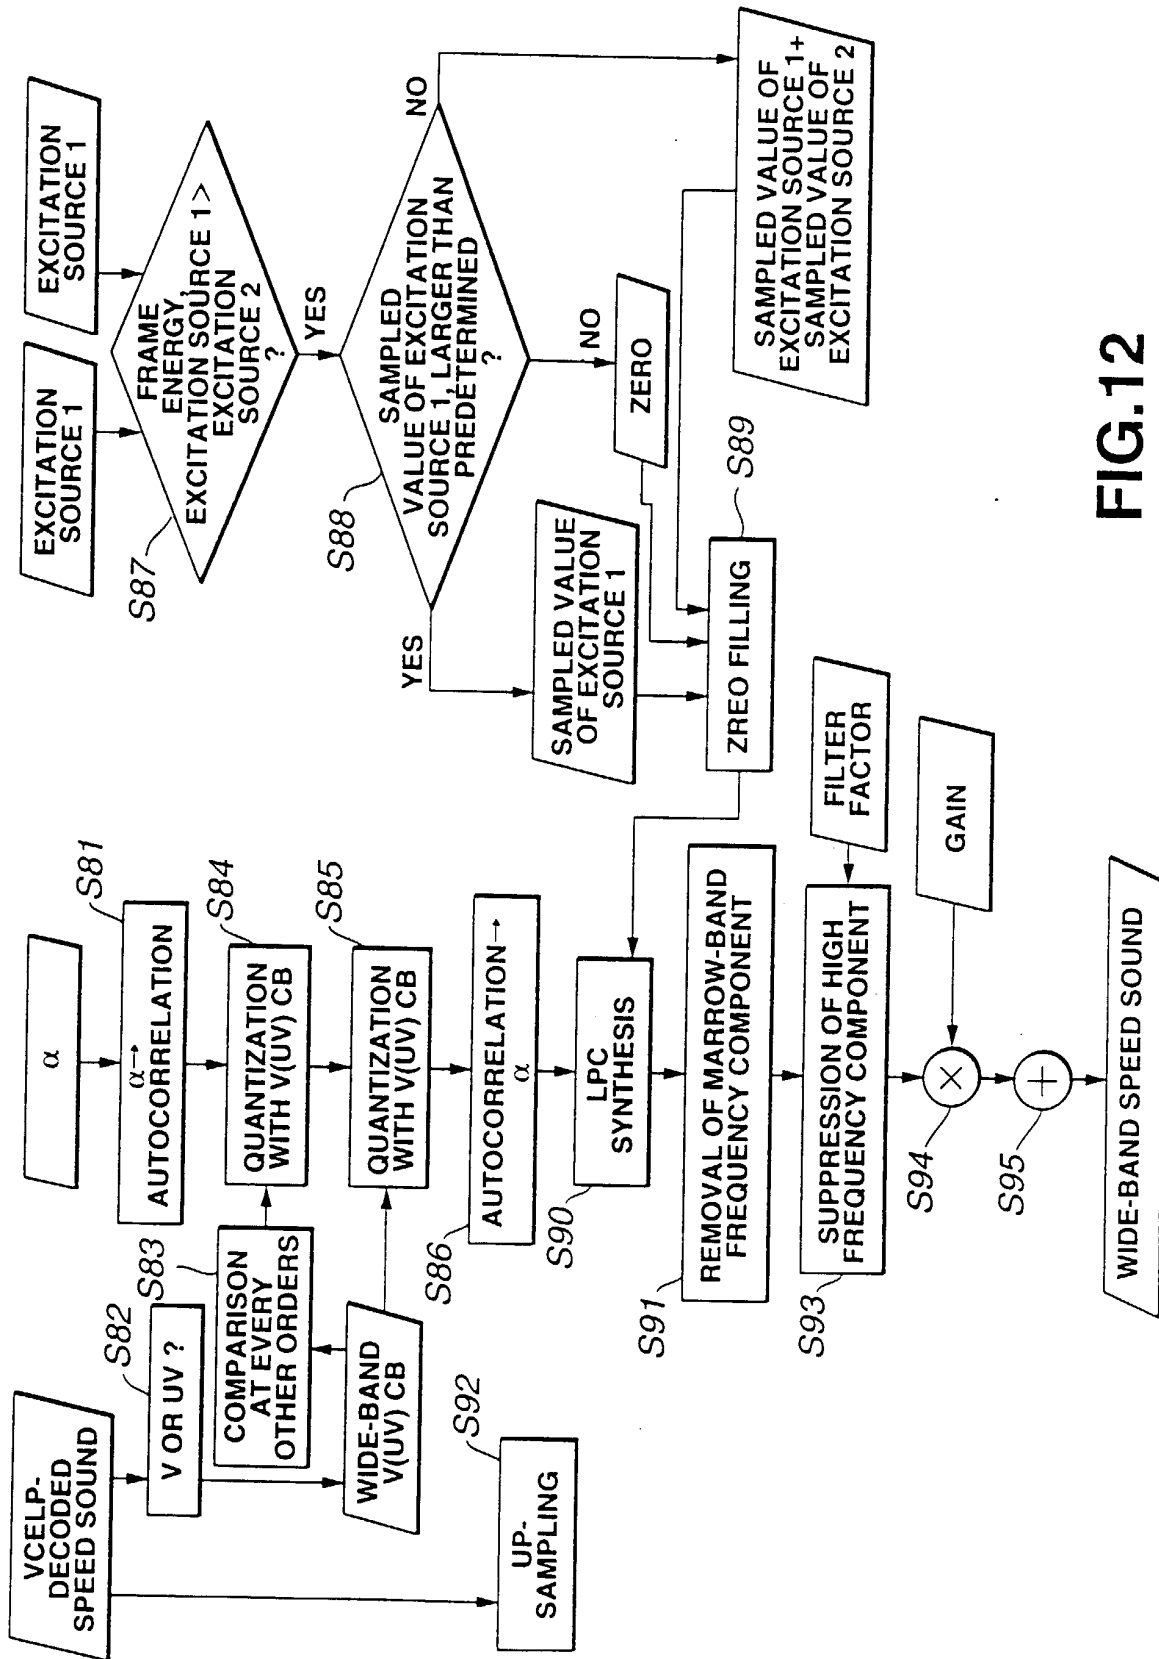 VCELP-
DECODED
SPEED SOUND
S82
V OR UV ?
S83
COMPARISON
AT EVERY
OTHER ORDERS
WIDE-BAND
V(UV) CB
S92
UP-
SAMPLING
α
S81
α→
AUTOCORRELATION
S84
QUANTIZATION
WITH V(UV) CB
S85
QUANTIZATION
WITH V(UV) CB
S86
AUTOCORRELATION→
α
S90
LPC
SYNTHESIS
S91
REMOVAL OF MARROW-BAND
FREQUENCY COMPONENT
S93
SUPPRESSION OF HIGH
FREQUENCY COMPONENT
FILTER
FACTOR
GAIN
S94
×
S95
+
WIDE-BAND SPEED SOUND
EXCITATION
SOURCE 1
EXCITATION
SOURCE 1
S87
FRAME
ENERGY,
EXCITATION SOURCE 1>
EXCITATION
SOURCE 2
?
YES
NO
S88
SAMPLED
VALUE OF EXCITATION
SOURCE 1, LARGER THAN
PREDETERMINED
?
YES
NO
SAMPLED VALUE
OF EXCITATION
SOURCE 1
ZERO
SAMPLED VALUE OF
EXCITATION SOURCE 1+
SAMPLED VALUE OF
EXCITATION SOURCE 2
S89
ZREO FILLING
FIG.12